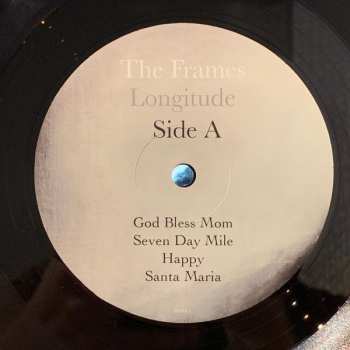 The Frames
Longitude
Side A
God Bless Mom
Seven Day Mile
Happy
Santa Maria